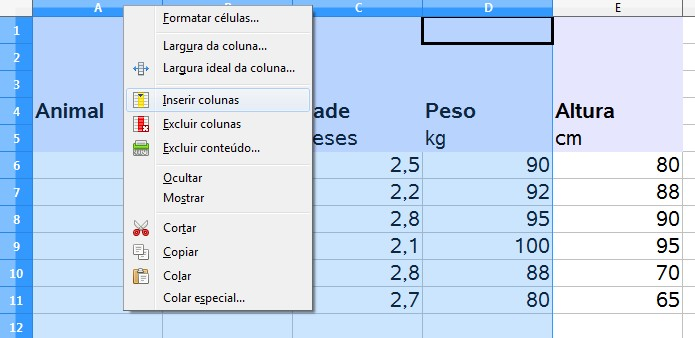 A B C D E
Formatar células...
Largura da coluna...
Largura ideal da coluna...
Inserir colunas
Excluir colunas
Excluir conteúdo...
Ocultar
Mostrar
Cortar
Copiar
Colar
Colar especial...
1
2
3
4 Animal ade Peso Altura
5 eses kg cm
6 2,5 90 80
7 2,2 92 88
8 2,8 95 90
9 2,1 100 95
10 2,8 88 70
11 2,7 80 65
12